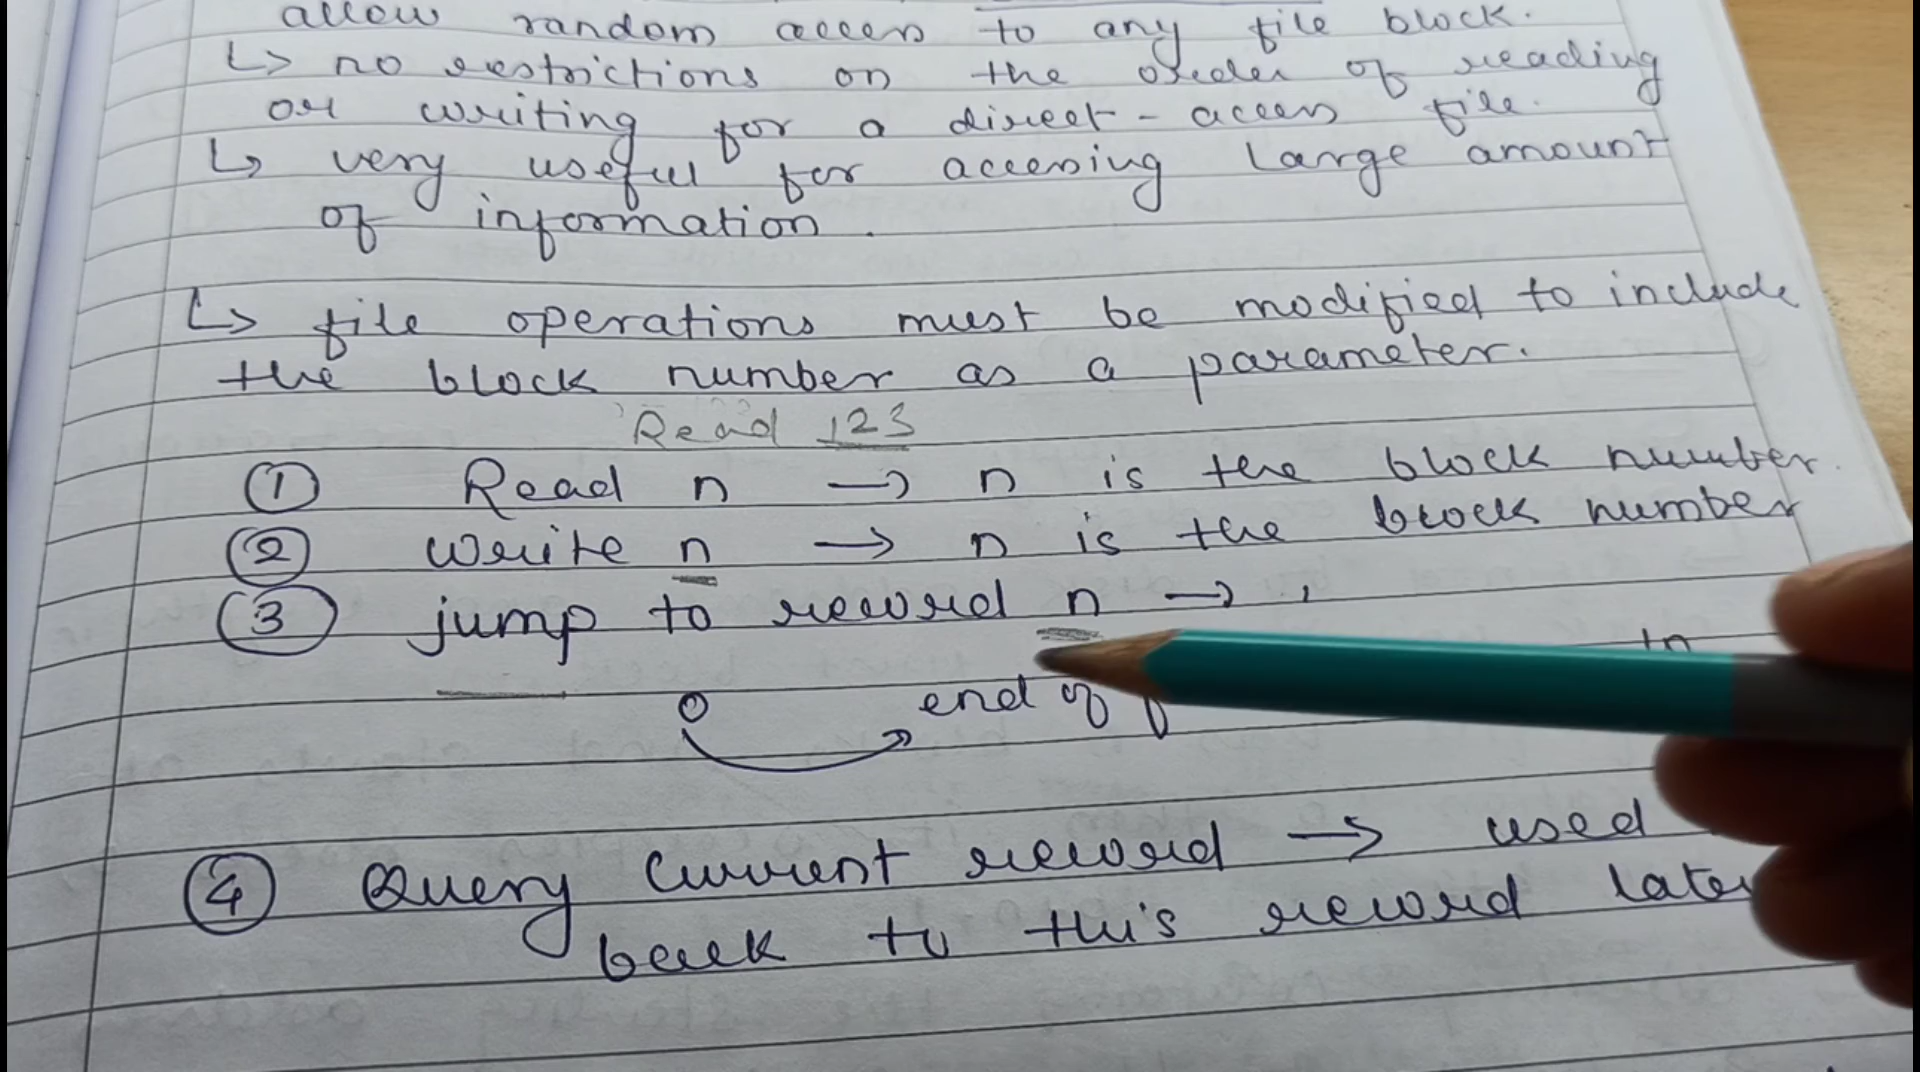 allow random access to any file block.
↳ no restrictions on the order of reading
or writing for a direct-access file.
↳ very useful for accessing large amount
of information.
↳ file operations must be modified to include
the block number as a parameter.
Read 123
① Read n → n is the block number.
② write n → n is the block number
③ jump to record n →
0 end of
④ Query current record → used
back to this record later